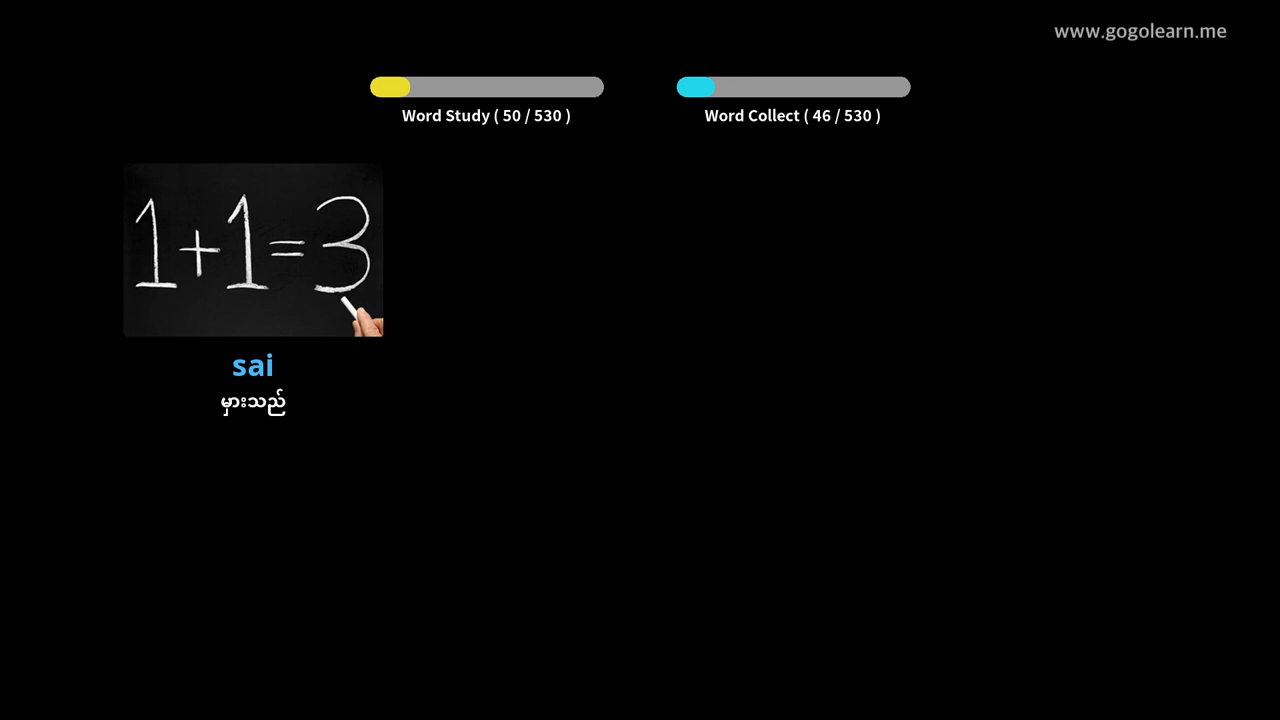 www.gogolearn.me
Word Study ( 50 / 530 )
Word Collect ( 46 / 530 )
1+1=3
sai
မှားသည်